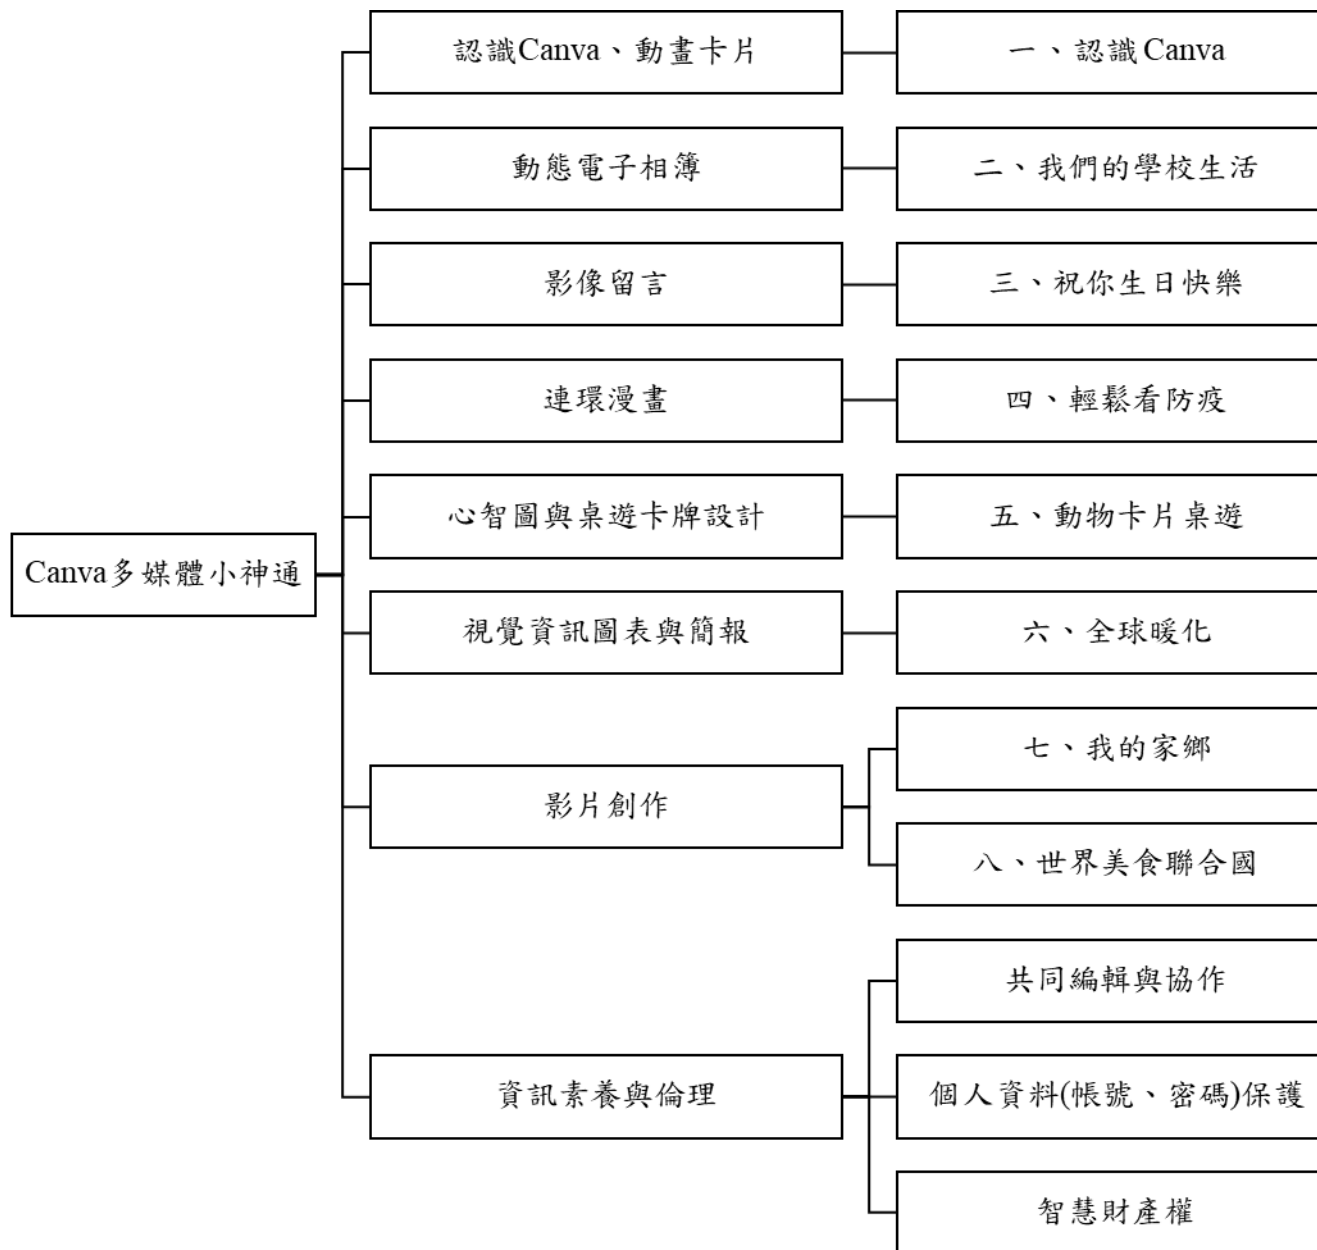 認識Canva、動畫卡片
一、認識Canva
動態電子相簿
二、我們的學校生活
影像留言
三、祝你生日快樂
連環漫畫
四、輕鬆看防疫
心智圖與桌遊卡牌設計
五、動物卡片桌遊
Canva多媒體小神通
視覺資訊圖表與簡報
六、全球暖化
影片創作
七、我的家鄉
八、世界美食聯合國
資訊素養與倫理
共同編輯與協作
個人資料(帳號、密碼)保護
智慧財產權